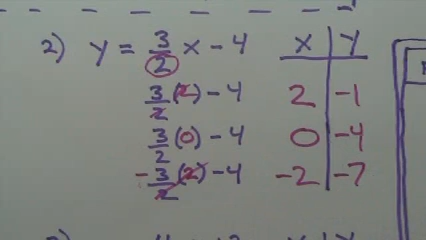 2) y = 3/2 x - 4
x | y
3/2 (2) - 4
2 | -1
3/2 (0) - 4
0 | -4
- 3/2 (2) - 4
-2 | -7